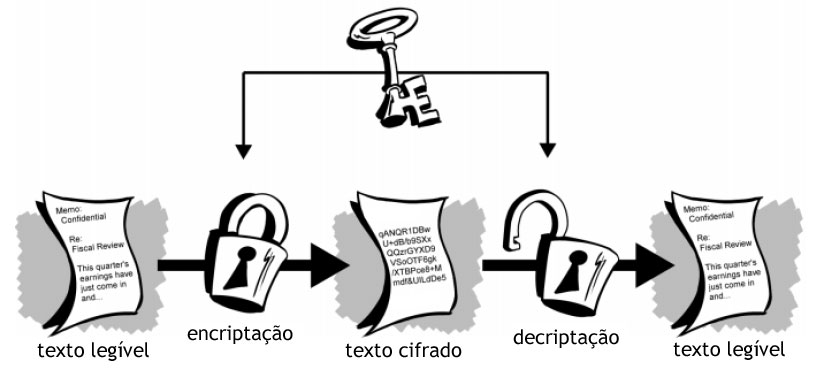 Memo:
Confidential
Re:
Fiscal Review
This quarter's
earnings have
just come in
and...
texto legível
encriptação
qANQR1DBw
U+dB/b9SXx
QQzrGYXD9
VSoOTF6gk
/XTBPoe8+M
mdf&UILdDe5
texto cifrado
decriptação
Memo:
Confidential
Re:
Fiscal Review
This quarter's
earnings have
just come in
and...
texto legível